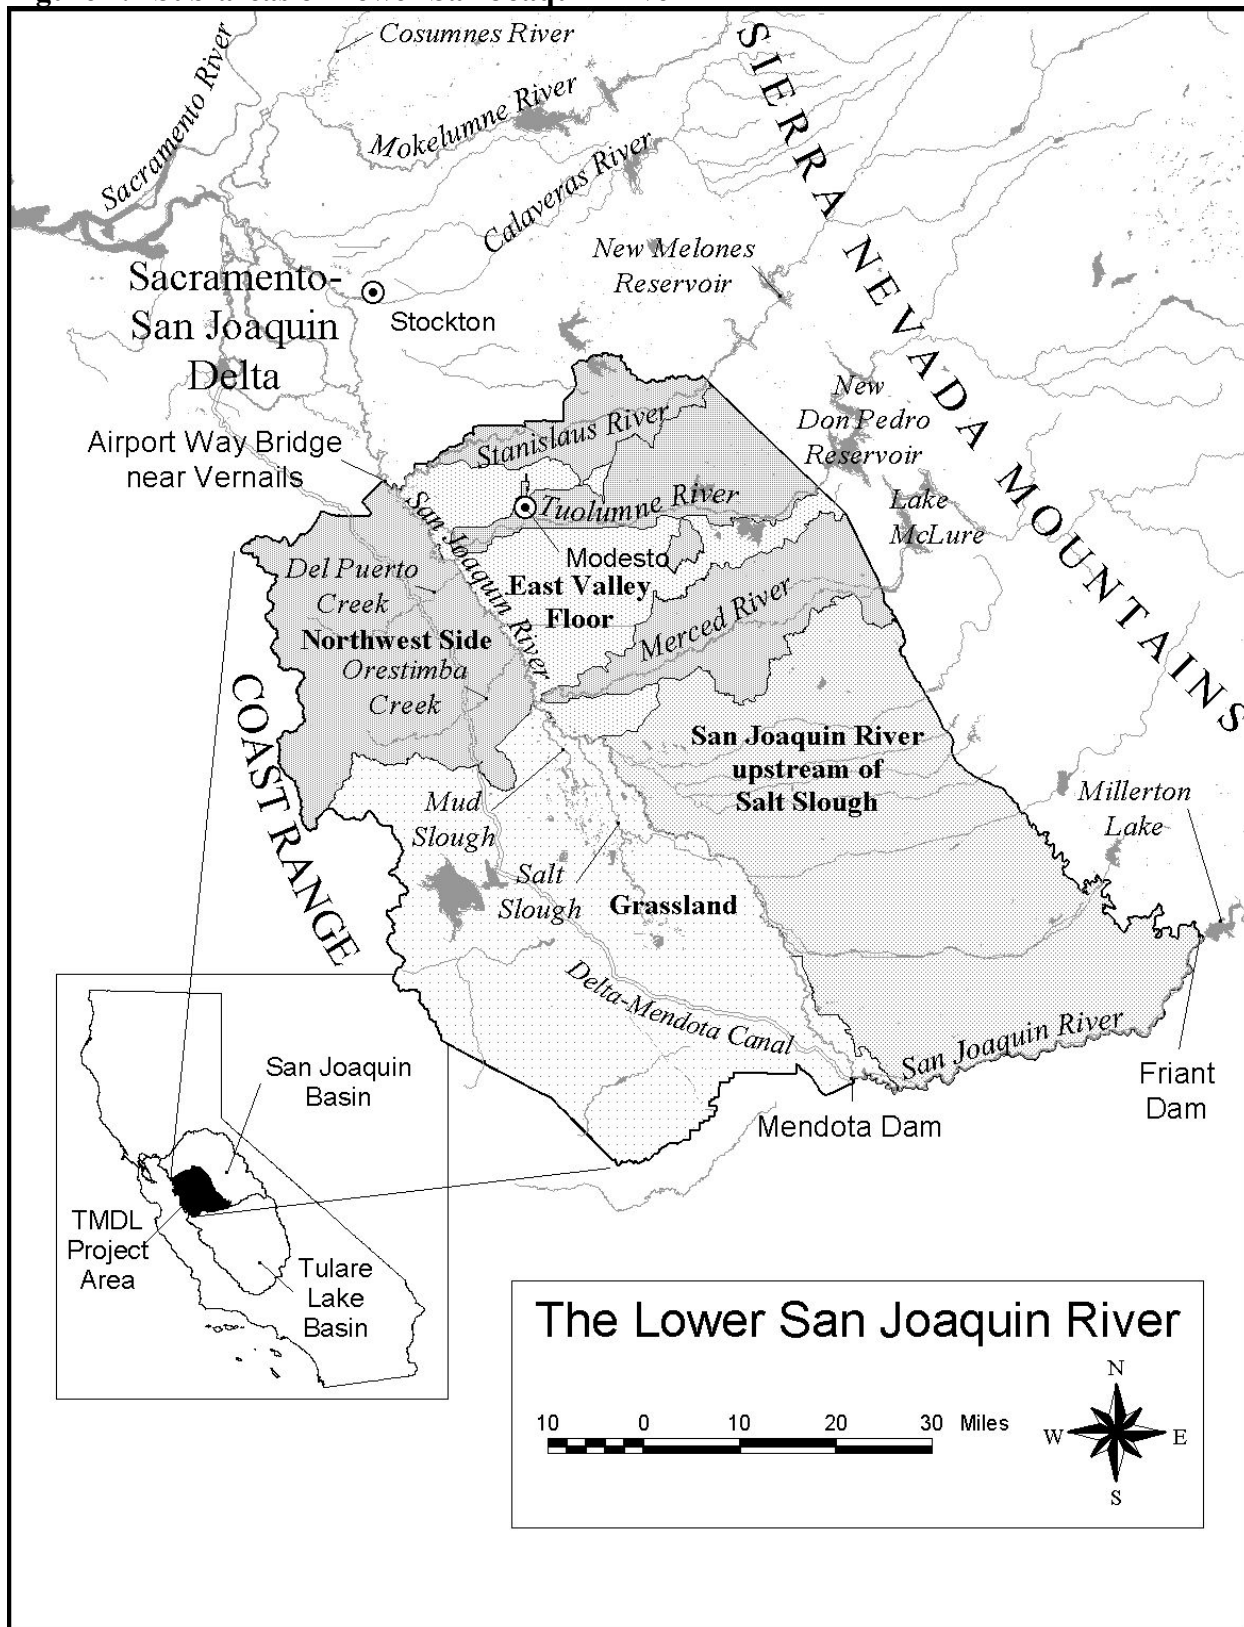 Cosumnes River
Sacramento River
Mokelumne River
Calaveras River
SIERRA NEVADA MOUNTAINS
New Melones
Reservoir
Sacramento-
San Joaquin
Delta
Stockton
New
Don Pedro
Reservoir
Airport Way Bridge
near Vernails
Stanislaus River
Tuolumne River
Lake
McLure
San Joaquin River
Modesto
Del Puerto
Creek
East Valley
Floor
Merced River
Northwest Side
Orestimba
Creek
COAST RANGE
San Joaquin River
upstream of
Salt Slough
Mud
Slough
Millerton
Lake
Salt
Slough
Grassland
Delta-Mendota Canal
San Joaquin River
Friant
Dam
Mendota Dam
San Joaquin
Basin
TMDL
Project
Area
Tulare
Lake
Basin
The Lower San Joaquin River
10 0 10 20 30 Miles
N
W E
S